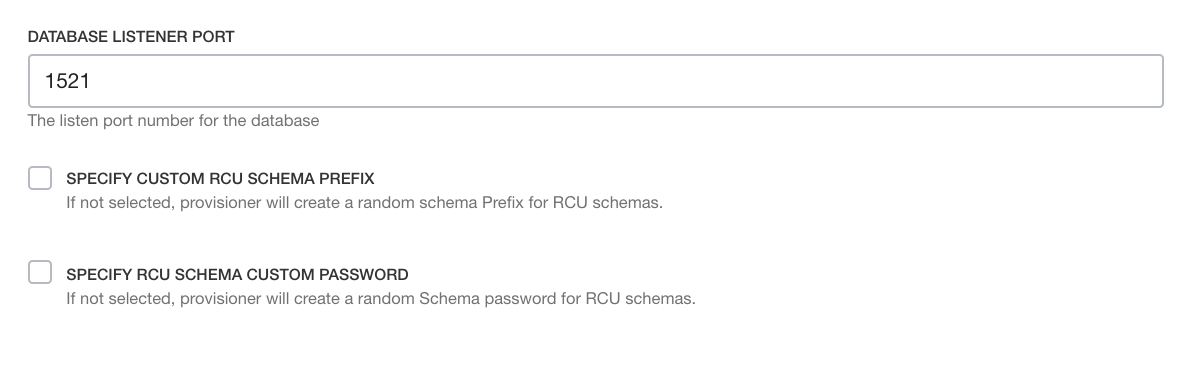 DATABASE LISTENER PORT
1521
The listen port number for the database
SPECIFY CUSTOM RCU SCHEMA PREFIX
If not selected, provisioner will create a random schema Prefix for RCU schemas.
SPECIFY RCU SCHEMA CUSTOM PASSWORD
If not selected, provisioner will create a random Schema password for RCU schemas.